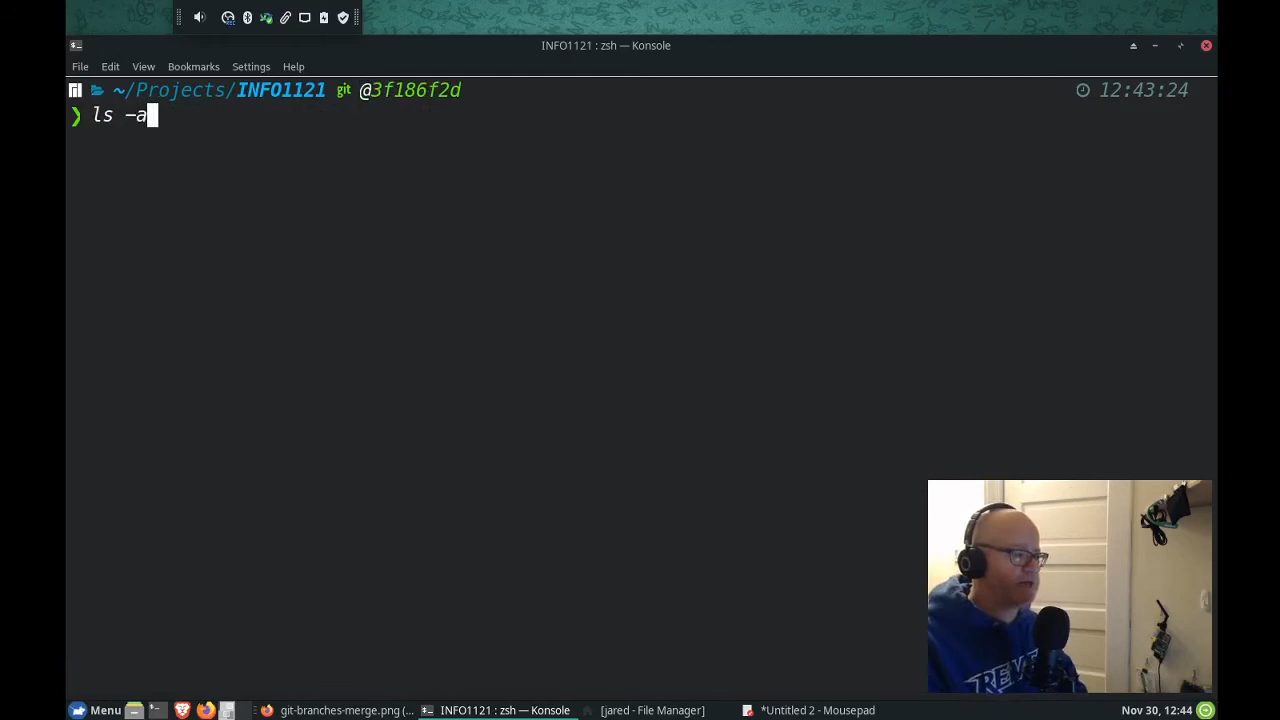 INFO1121 : zsh — Konsole
File Edit View Bookmarks Settings Help
~/Projects/INFO1121 git @3f186f2d 12:43:24
❯ ls -a
Menu git-branches-merge.png (... INFO1121 : zsh — Konsole [jared - File Manager] *Untitled 2 - Mousepad Nov 30, 12:44